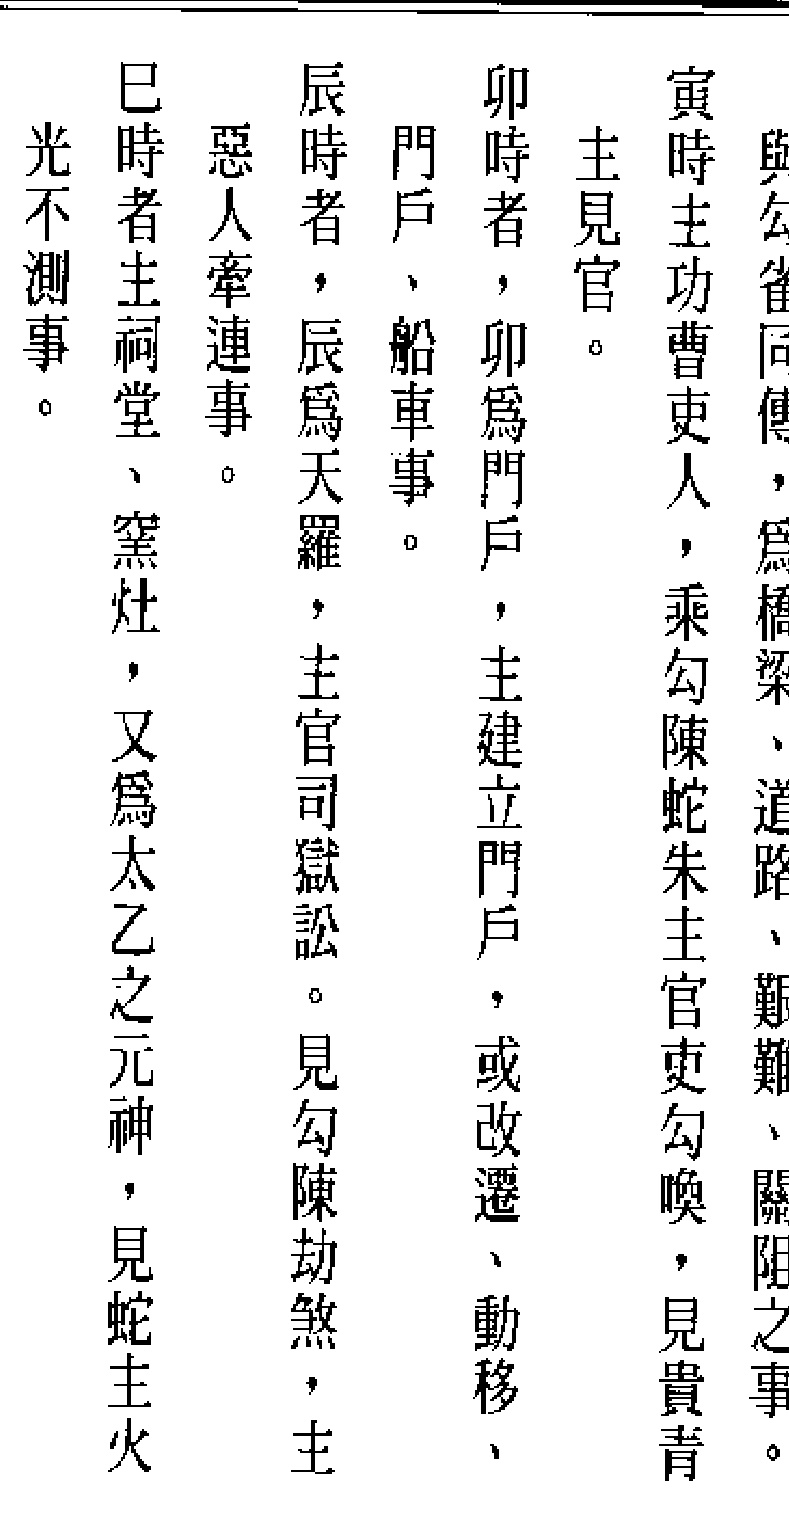 與勾雀同傳，爲橋梁、道路、艱難、關阻之事。
寅時主功曹吏人，乘勾陳蛇朱主官吏勾喚，見貴青
主見官。
卯時者，卯爲門戶，主建立門戶，或改遷、動移、
門戶、船車事。
辰時者，辰爲天羅，主官司獄訟。見勾陳劫煞，主
惡人牽連事。
巳時者主祠堂、窯灶，又爲太乙之元神，見蛇主火
光不測事。